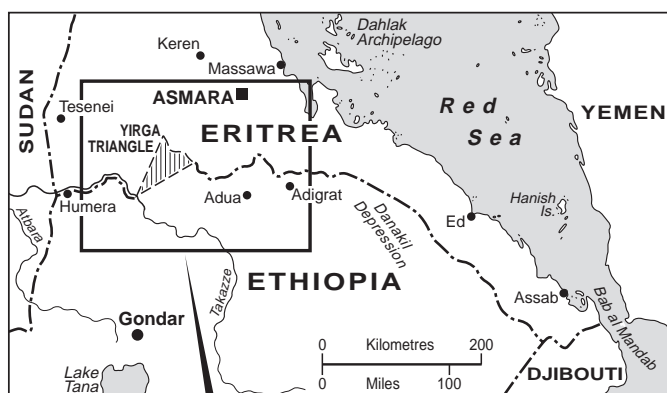 Dahlak
Archipelago
Keren
Massawa
SUDAN
Tesenei
ASMARA
Red
Sea
YEMEN
YIRGA
TRIANGLE
ERITREA
Humera
Adua
Adigrat
Hanish
Is.
Atbara
Ed
Danakil
Depression
Takazze
ETHIOPIA
Assab
Bab al Mandab
Gondar
0 Kilometres 200
0 Miles 100
DJIBOUTI
Lake
Tana